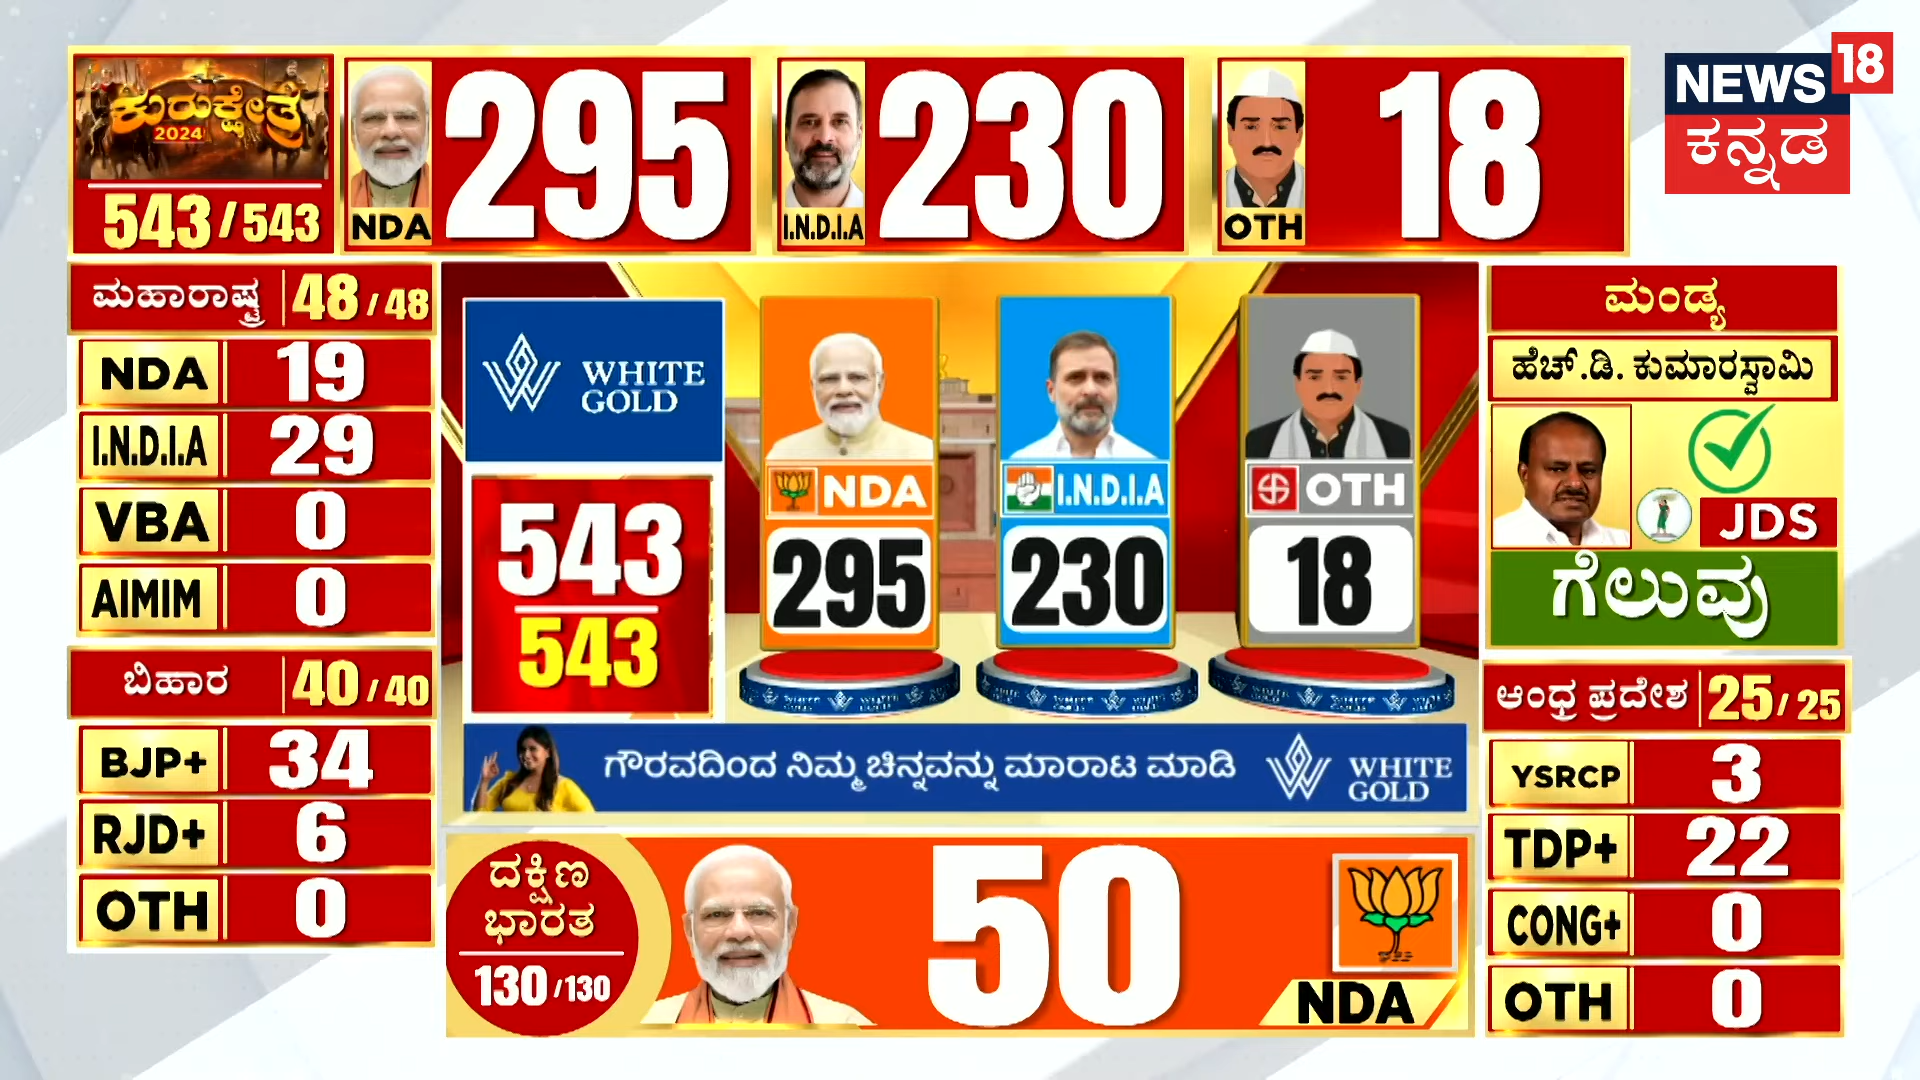 ಕುರುಕ್ಷೇತ್ರ
2024
543/543
NDA
295
I.N.D.I.A
230
OTH
18
NEWS 18
ಕನ್ನಡ
ಮಹಾರಾಷ್ಟ್ರ 48/48
NDA 19
I.N.D.I.A 29
VBA 0
AIMIM 0
ಬಿಹಾರ 40/40
BJP+ 34
RJD+ 6
OTH 0
WHITE
GOLD
543
543
NDA
295
I.N.D.I.A
230
OTH
18
ಗೌರವದಿಂದ ನಿಮ್ಮ ಚಿನ್ನವನ್ನು ಮಾರಾಟ ಮಾಡಿ
WHITE
GOLD
ದಕ್ಷಿಣ
ಭಾರತ
130/130
50
NDA
ಮಂಡ್ಯ
ಹೆಚ್.ಡಿ. ಕುಮಾರಸ್ವಾಮಿ
JDS
ಗೆಲುವು
ಆಂಧ್ರ ಪ್ರದೇಶ 25/25
YSRCP 3
TDP+ 22
CONG+ 0
OTH 0